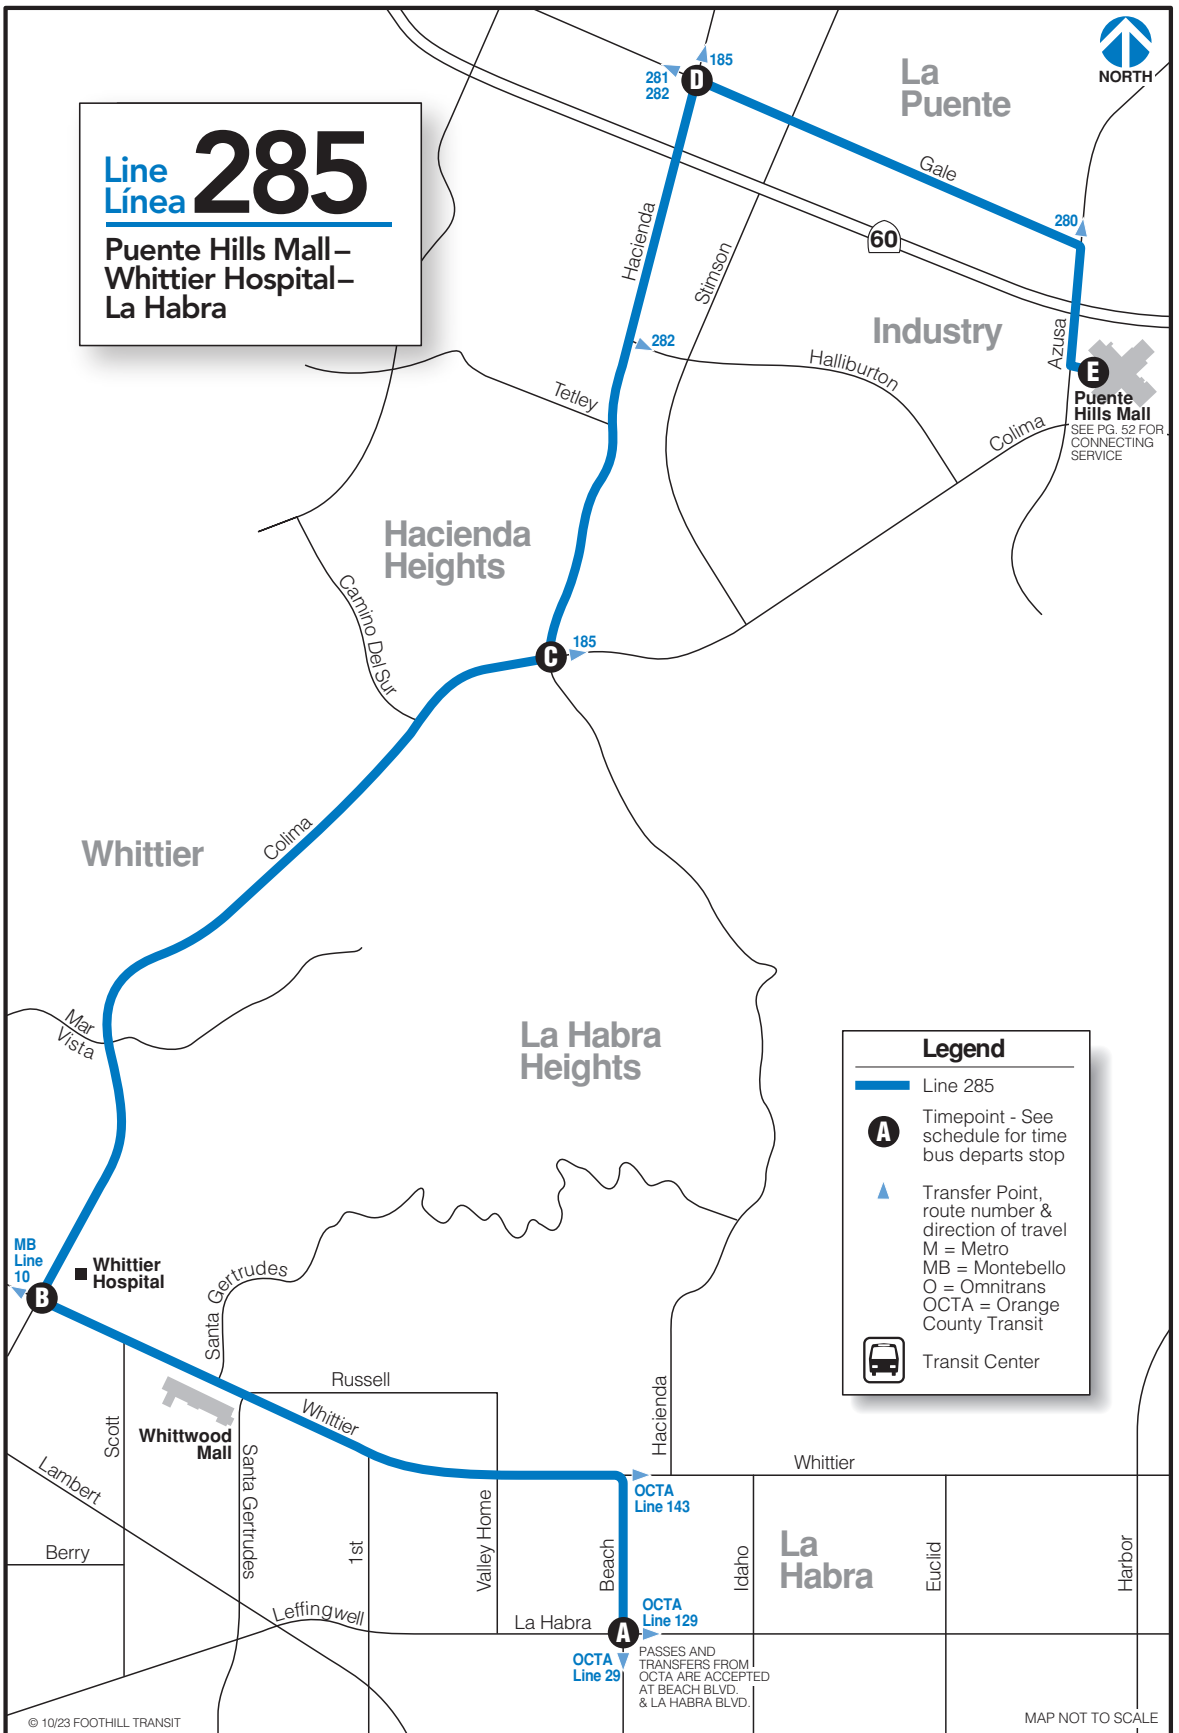 NORTH
185
281
282
D
La
Puente
Line
Línea
285
Puente Hills Mall–
Whittier Hospital–
La Habra
Gale
280
60
Hacienda
Stimson
Industry
Azusa
282
Halliburton
E
Puente
Hills Mall
SEE PG. 52 FOR
CONNECTING
SERVICE
Tetley
Colima
Hacienda
Heights
Camino Del Sur
C
185
Colima
Whittier
Mar
Vista
La Habra
Heights
Legend
Line 285
A
Timepoint - See
schedule for time
bus departs stop
Transfer Point,
route number &
direction of travel
M = Metro
MB = Montebello
O = Omnitrans
OCTA = Orange
County Transit
Transit Center
MB
Line
10
B
Whittier
Hospital
Santa Gertrudes
Russell
Whittier
Whittwood
Mall
Scott
Lambert
Berry
Santa Gertrudes
1st
Leffingwell
Valley Home
Hacienda
Whittier
OCTA
Line 143
Beach
Idaho
La
Habra
Euclid
Harbor
La Habra
A
OCTA
Line 129
OCTA
Line 29
PASSES AND
TRANSFERS FROM
OCTA ARE ACCEPTED
AT BEACH BLVD.
& LA HABRA BLVD.
© 10/23 FOOTHILL TRANSIT
MAP NOT TO SCALE